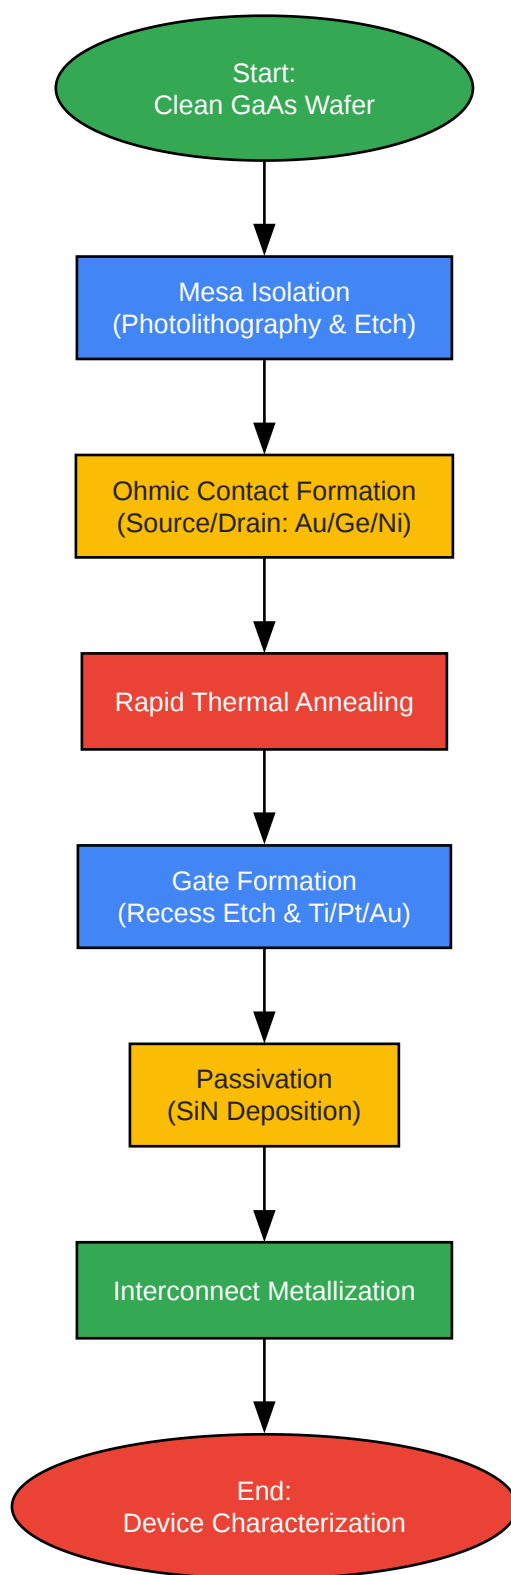 Start:
Clean GaAs Wafer
Mesa Isolation
(Photolithography & Etch)
Ohmic Contact Formation
(Source/Drain: Au/Ge/Ni)
Rapid Thermal Annealing
Gate Formation
(Recess Etch & Ti/Pt/Au)
Passivation
(SiN Deposition)
Interconnect Metallization
End:
Device Characterization